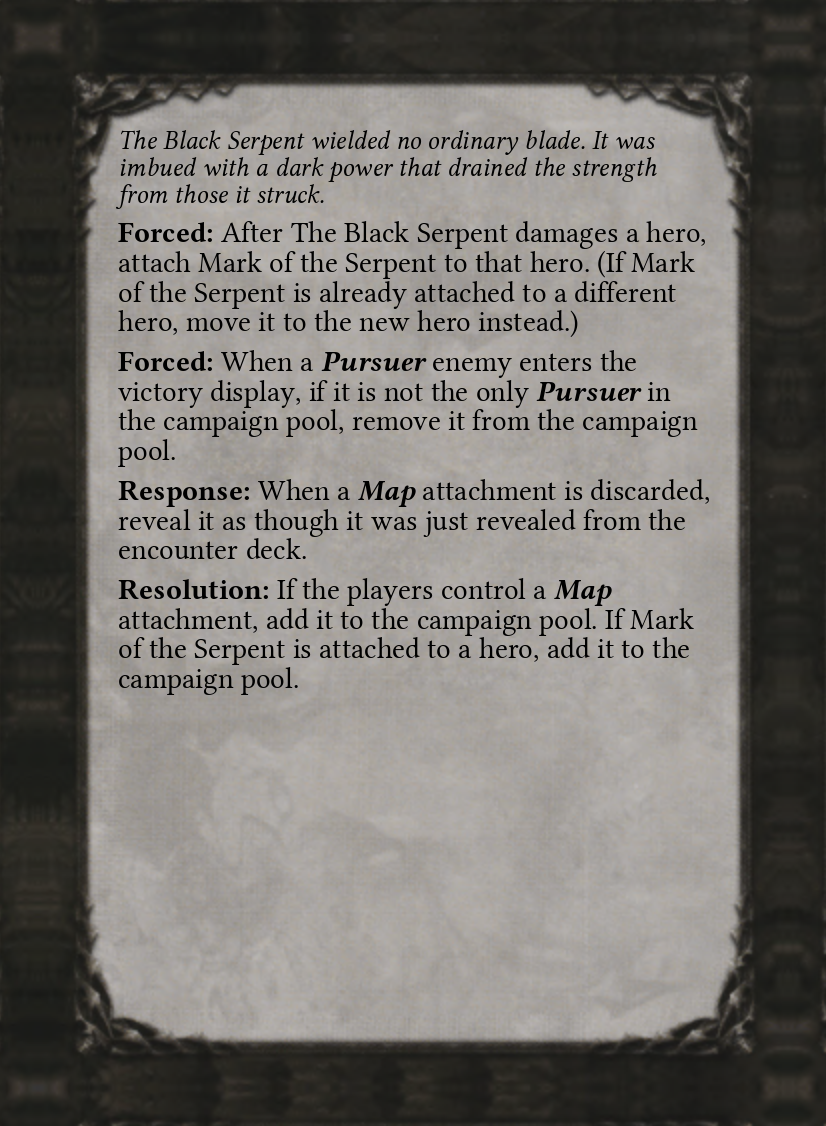 The Black Serpent wielded no ordinary blade. It was
imbued with a dark power that drained the strength
from those it struck.
Forced: After The Black Serpent damages a hero,
attach Mark of the Serpent to that hero. (If Mark
of the Serpent is already attached to a different
hero, move it to the new hero instead.)
Forced: When a Pursuer enemy enters the
victory display, if it is not the only Pursuer in
the campaign pool, remove it from the campaign
pool.
Response: When a Map attachment is discarded,
reveal it as though it was just revealed from the
encounter deck.
Resolution: If the players control a Map
attachment, add it to the campaign pool. If Mark
of the Serpent is attached to a hero, add it to the
campaign pool.